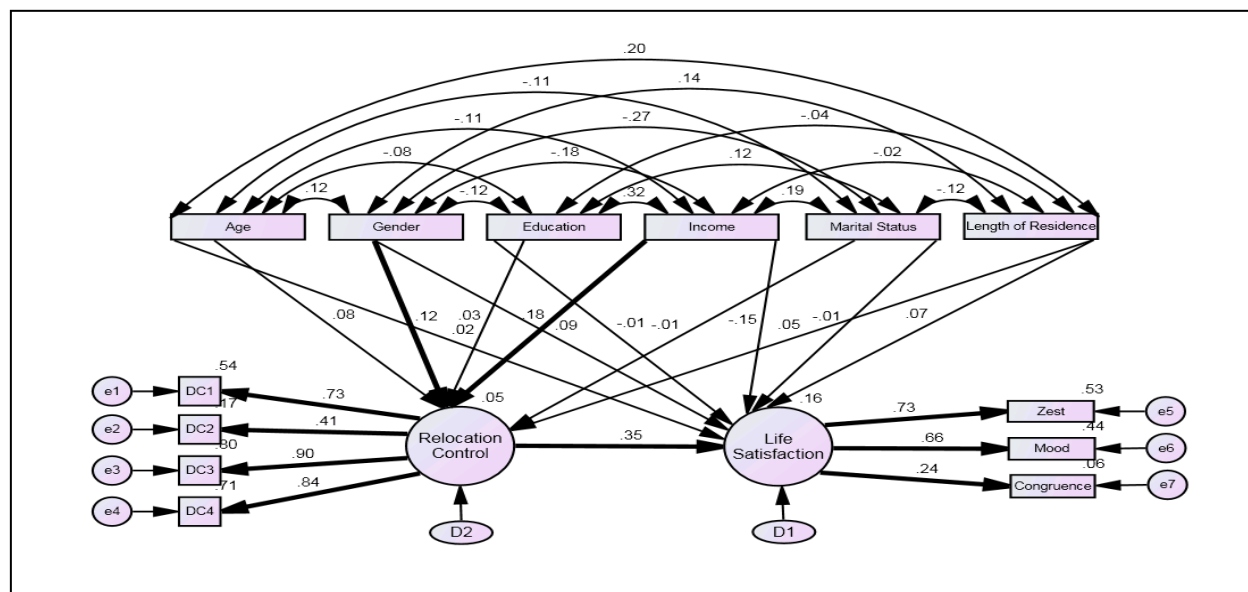 .20
-.11
.14
-.11
-.27
-.04
-.08
-.18
.12
-.02
.12
-.12
.32
.19
-.12
Age
Gender
Education
Income
Marital Status
Length of Residence
.08
.12
.02
.03
.18
.09
-.01
-.01
-.15
.05
-.01
.07
.54
e1
DC1
.73
.17
e2
DC2
.41
.80
e3
DC3
.90
.71
e4
DC4
.84
.05
Relocation
Control
.35
.16
Life
Satisfaction
.73
Zest
.53
e5
.66
Mood
.44
e6
.24
Congruence
.06
e7
D2
D1